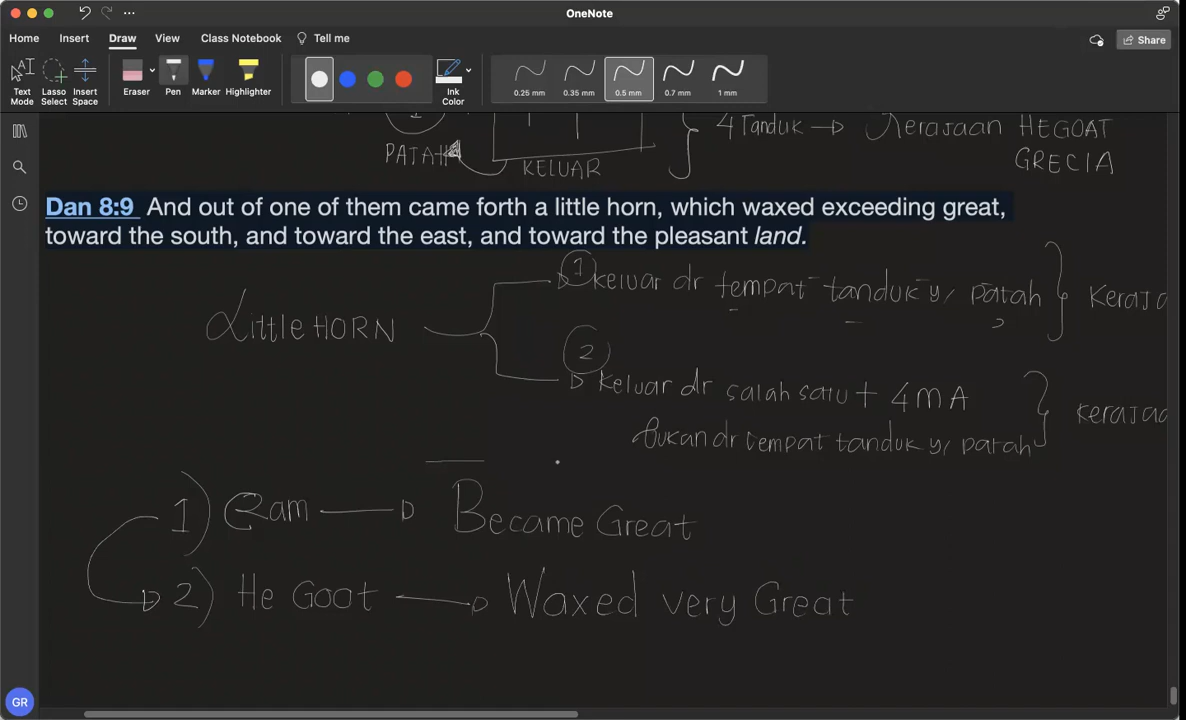 OneNote
Home Insert Draw View Class Notebook Tell me
Share
Text Mode
Lasso Select
Insert Space
Eraser
Pen
Marker
Highlighter
Ink Color
0.25 mm 0.35 mm 0.5 mm 0.7 mm 1 mm
4 Tanduk → Kerajaan HEGOAT
PATAH KELUAR GRECIA
Dan 8:9 And out of one of them came forth a little horn, which waxed exceeding great,
toward the south, and toward the east, and toward the pleasant land.
1 keluar dr tempat tanduk y, patah
Little HORN
2
keluar dr salah satu + 4 mA
bukan dr tempat tanduk y, patah
1) Ram → Became Great
2) He Goat → Waxed very Great
GR